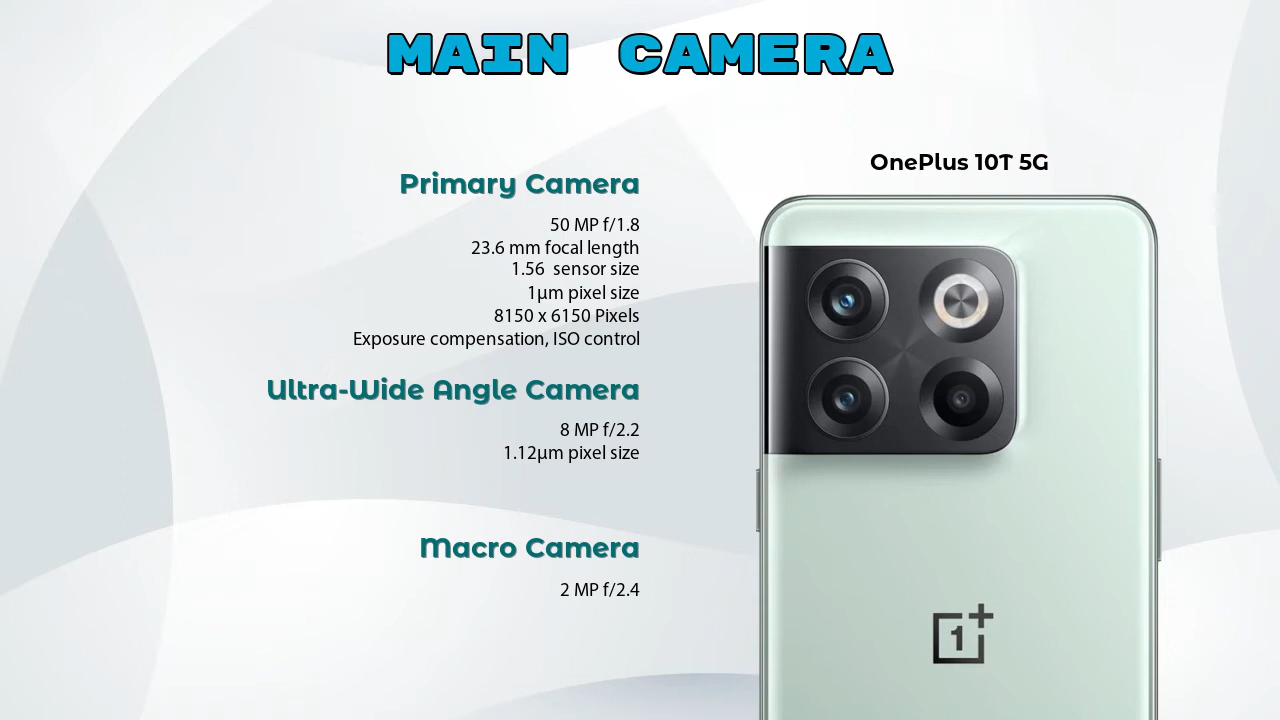 MAIN CAMERA
OnePlus 10T 5G
Primary Camera
50 MP f/1.8
23.6 mm focal length
1.56  sensor size
1μm pixel size
8150 x 6150 Pixels
Exposure compensation, ISO control
Ultra-Wide Angle Camera
8 MP f/2.2
1.12μm pixel size
Macro Camera
2 MP f/2.4
1+